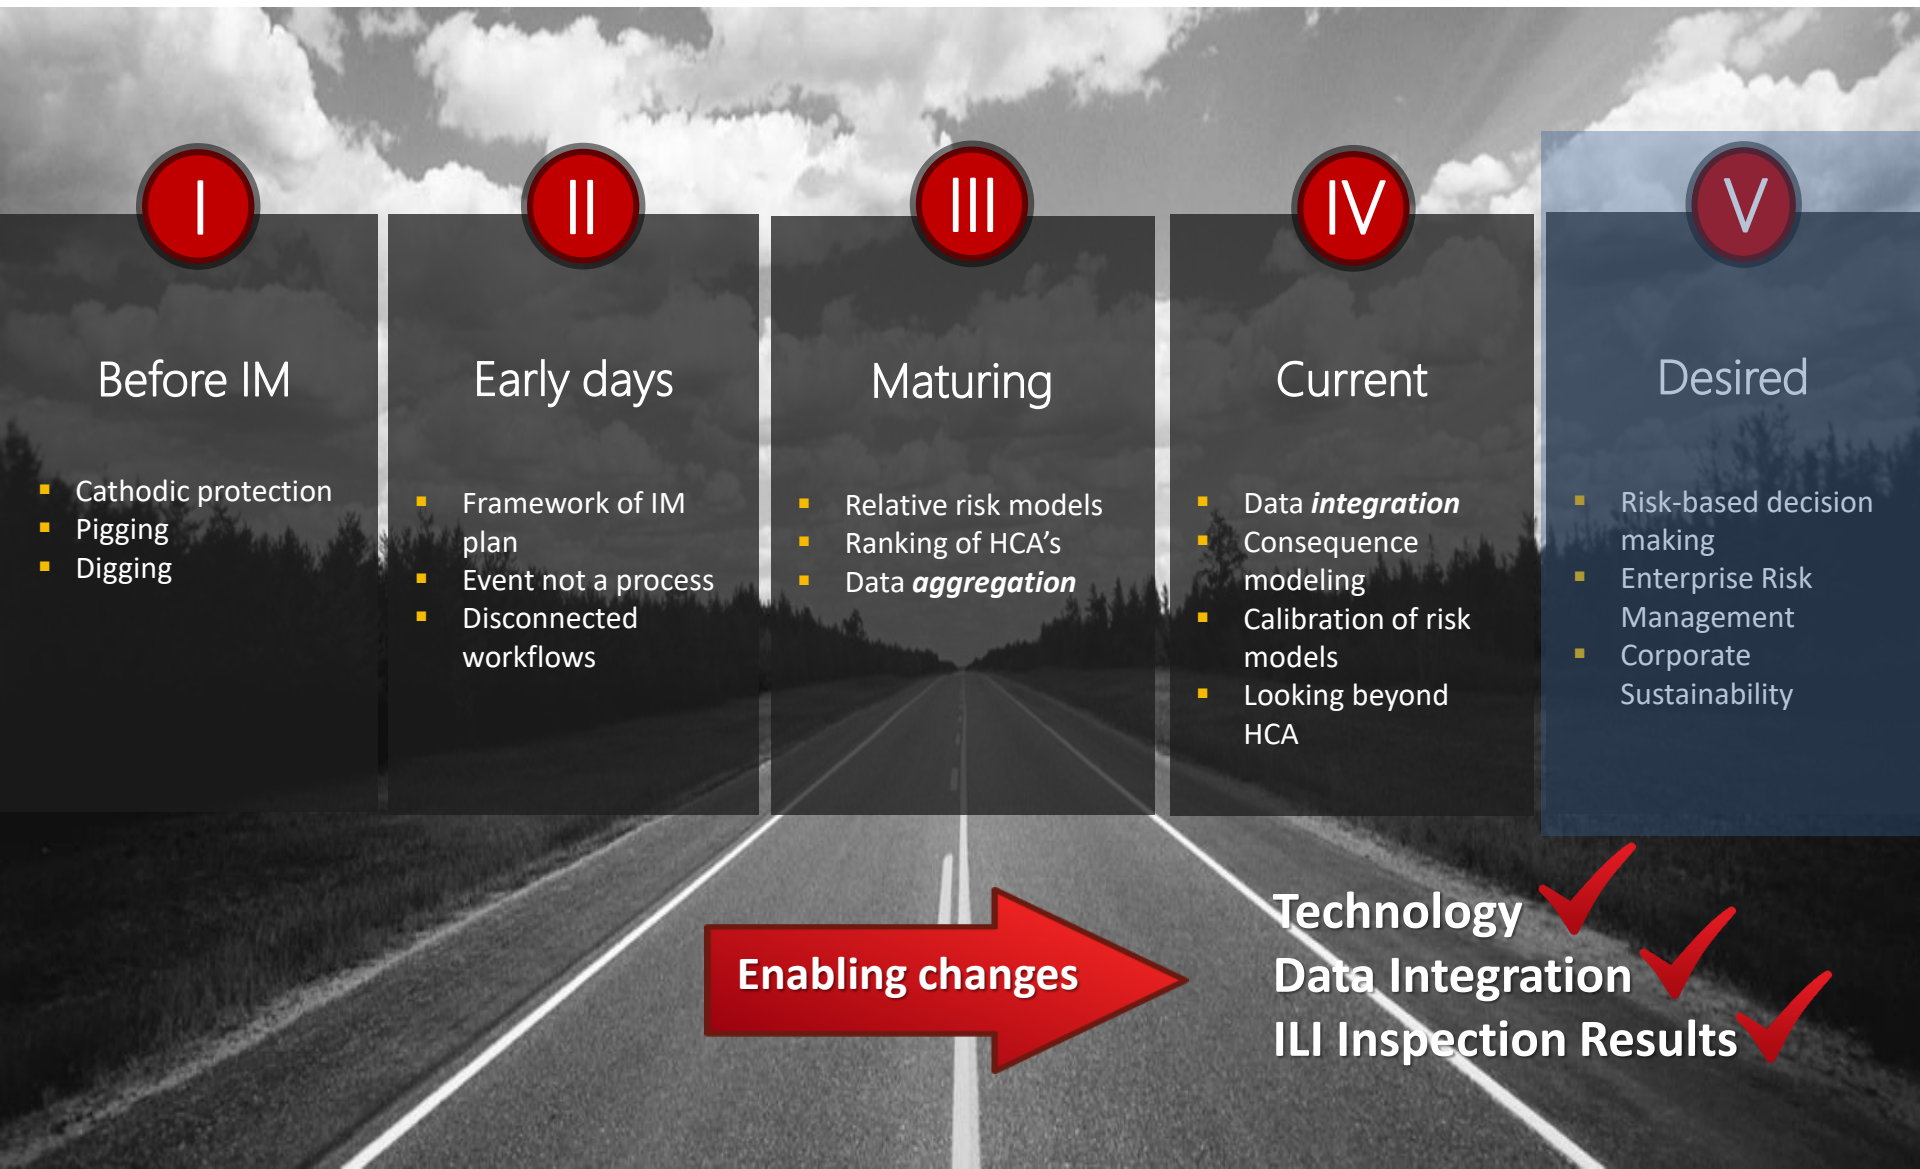 I
Before IM
Cathodic protection
Pigging
Digging
II
Early days
Framework of IM
plan
Event not a process
Disconnected
workflows
III
Maturing
Relative risk models
Ranking of HCA’s
Data aggregation
IV
Current
Data integration
Consequence
modeling
Calibration of risk
models
Looking beyond
HCA
V
Desired
Risk-based decision
making
Enterprise Risk
Management
Corporate
Sustainability
Enabling changes
Technology
Data Integration
ILI Inspection Results